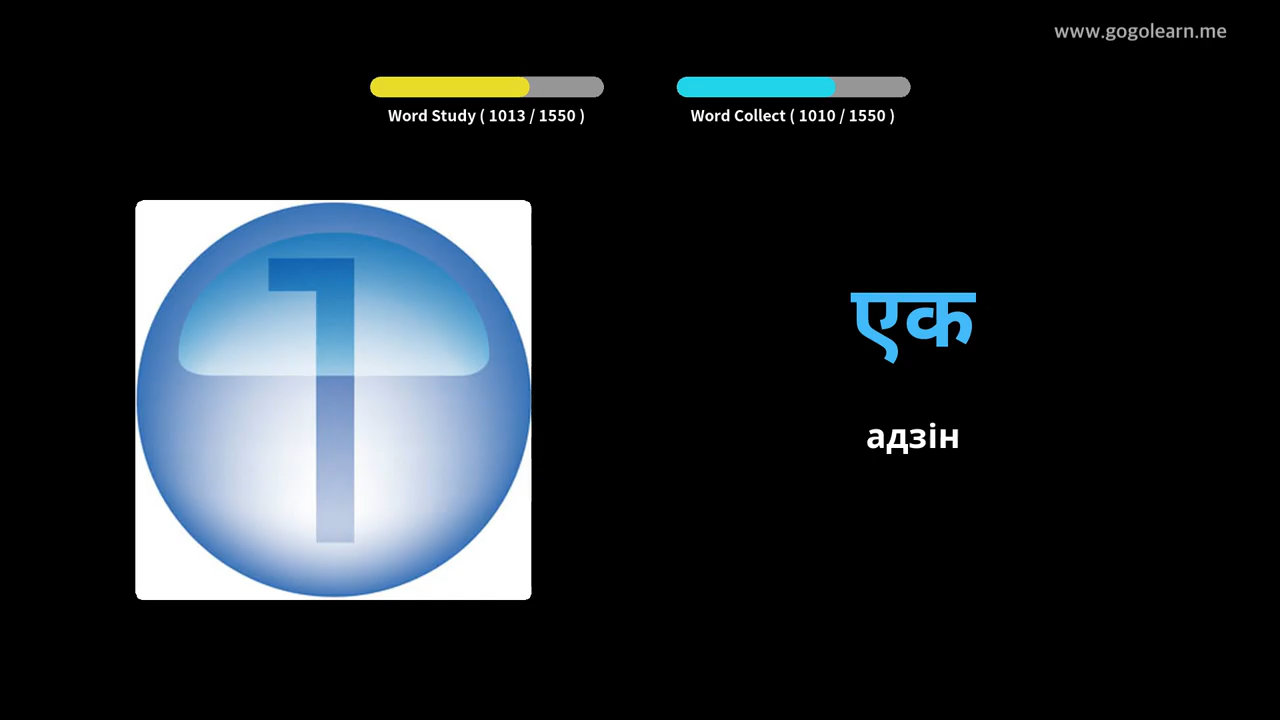 www.gogolearn.me
Word Study ( 1013 / 1550 )
Word Collect ( 1010 / 1550 )
1
एक
адзін